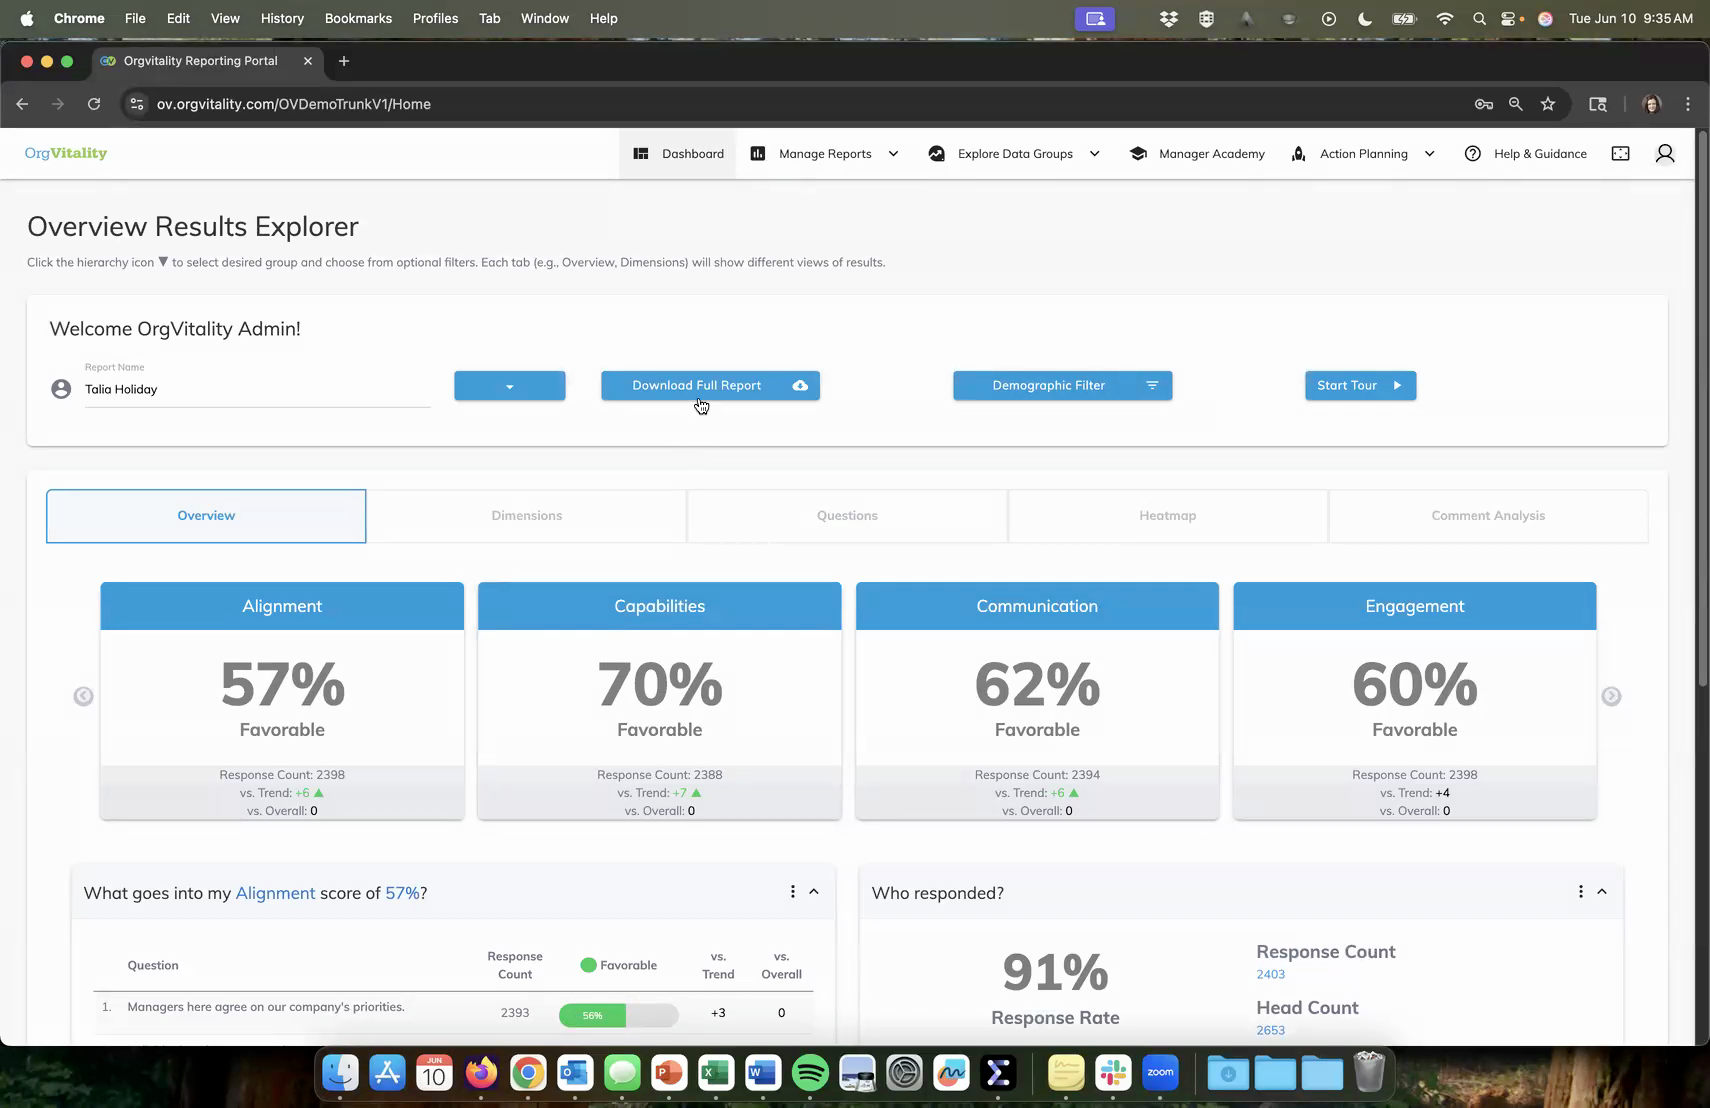 Chrome File Edit View History Bookmarks Profiles Tab Window Help
Tue Jun 10 9:35 AM
Orgvitality Reporting Portal
ov.orgvitality.com/OVDemoTrunkV1/Home
OrgVitality
Dashboard
Manage Reports
Explore Data Groups
Manager Academy
Action Planning
Help & Guidance
Overview Results Explorer
Click the hierarchy icon ▼ to select desired group and choose from optional filters. Each tab (e.g., Overview, Dimensions) will show different views of results.
Welcome OrgVitality Admin!
Report Name
Talia Holiday
Download Full Report
Demographic Filter
Start Tour
Overview
Dimensions
Questions
Heatmap
Comment Analysis
Alignment
57%
Favorable
Response Count: 2398
vs. Trend: +6 ▲
vs. Overall: 0
Capabilities
70%
Favorable
Response Count: 2388
vs. Trend: +7 ▲
vs. Overall: 0
Communication
62%
Favorable
Response Count: 2394
vs. Trend: +6 ▲
vs. Overall: 0
Engagement
60%
Favorable
Response Count: 2398
vs. Trend: +4
vs. Overall: 0
What goes into my Alignment score of 57%?
Question
Response Count
Favorable
vs. Trend
vs. Overall
1. Managers here agree on our company's priorities.
2393
56%
+3
0
Who responded?
91%
Response Rate
Response Count
2403
Head Count
2653
JUN
10
zoom